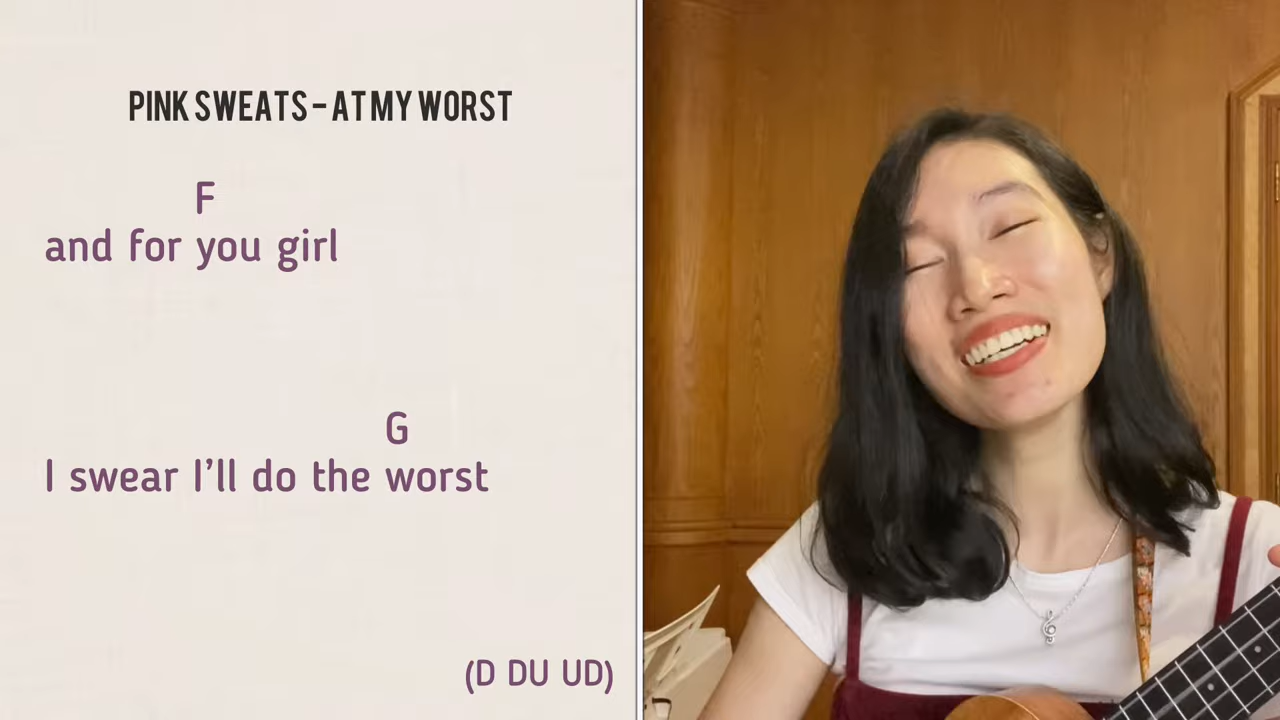 PINK SWEATS - AT MY WORST
F
and for you girl
G
I swear I'll do the worst
(D DU UD)